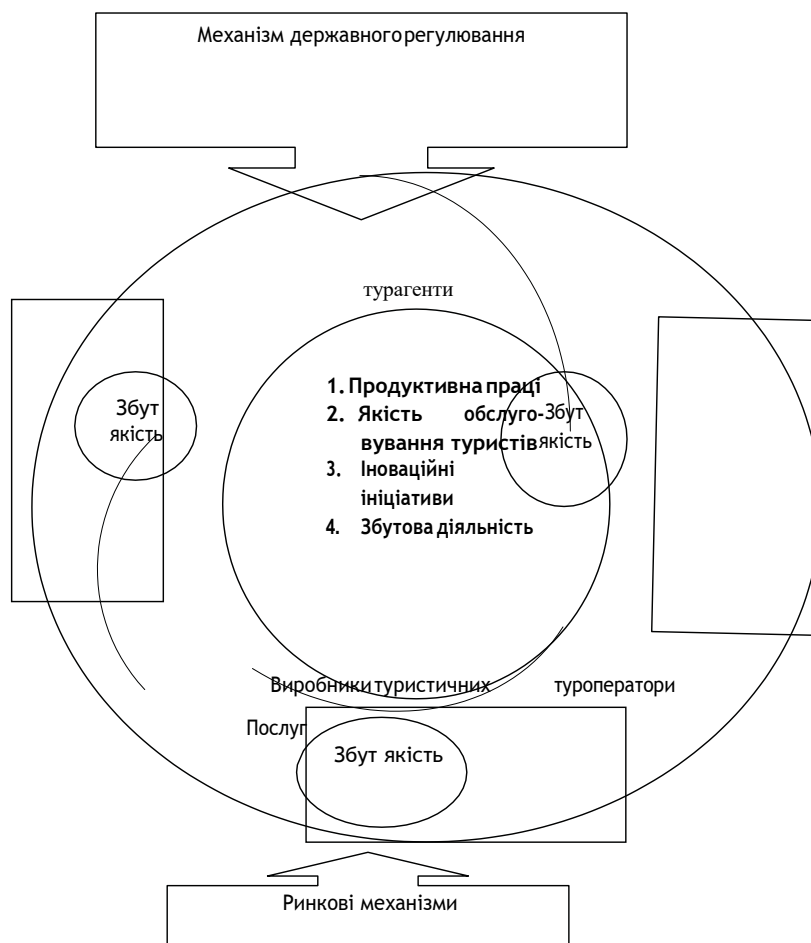 Механізм державного регулювання
турагенти
Збут
якість
1. Продуктивна праці
2. Якість обслуго-
вування туристів
3. Іноваційні
ініціативи
4. Збутова діяльність
Збут
якість
Виробники туристичних
Послуг
туроператори
Збут якість
Ринкові механізми